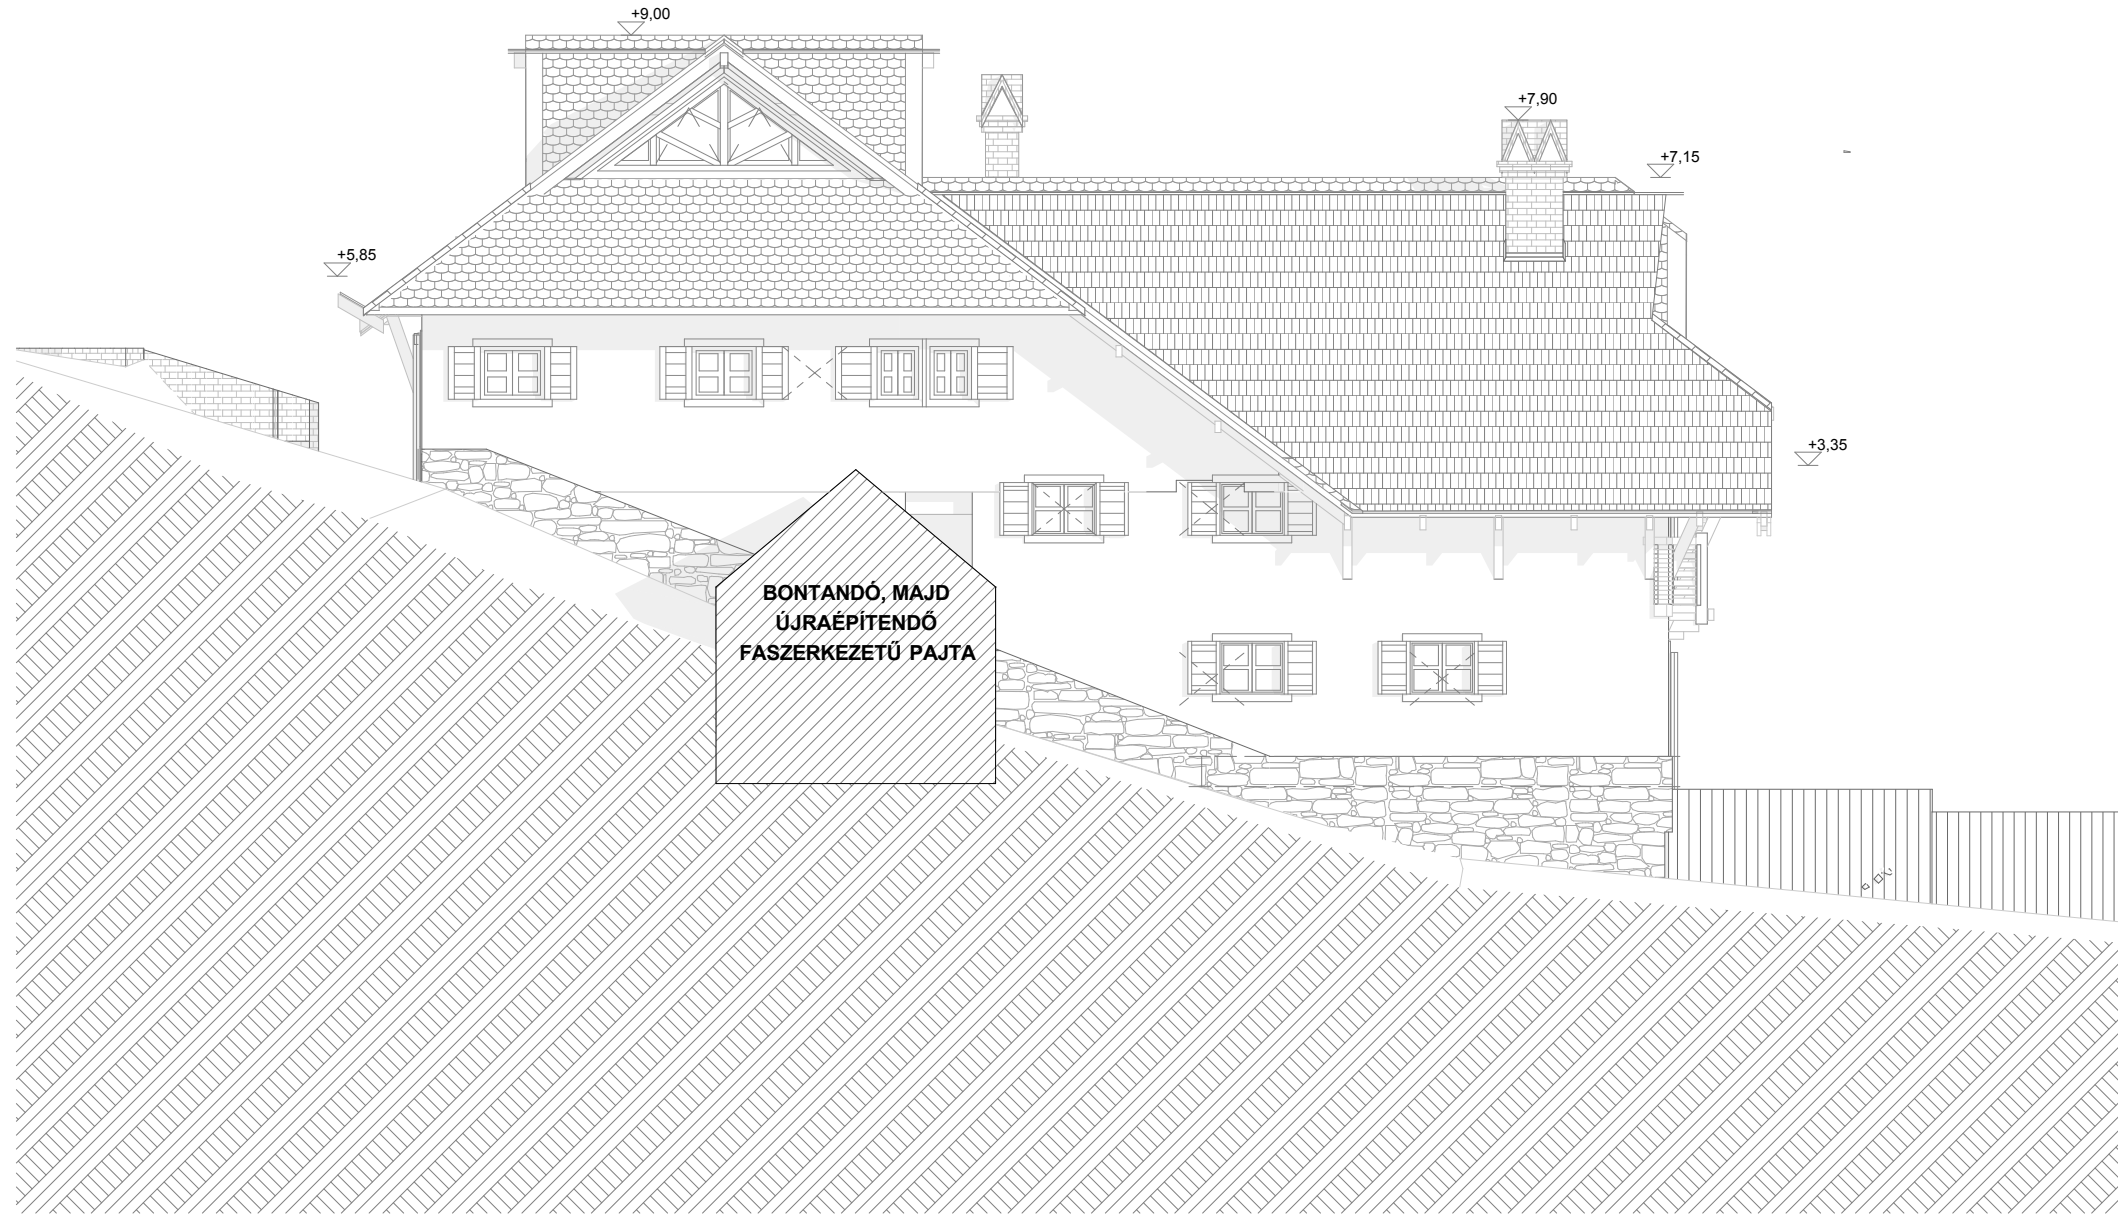 +9,00
+7,90
+7,15
+5,85
+3,35
BONTANDÓ, MAJD
ÚJRAÉPÍTENDŐ
FASZERKEZETŰ PAJTA